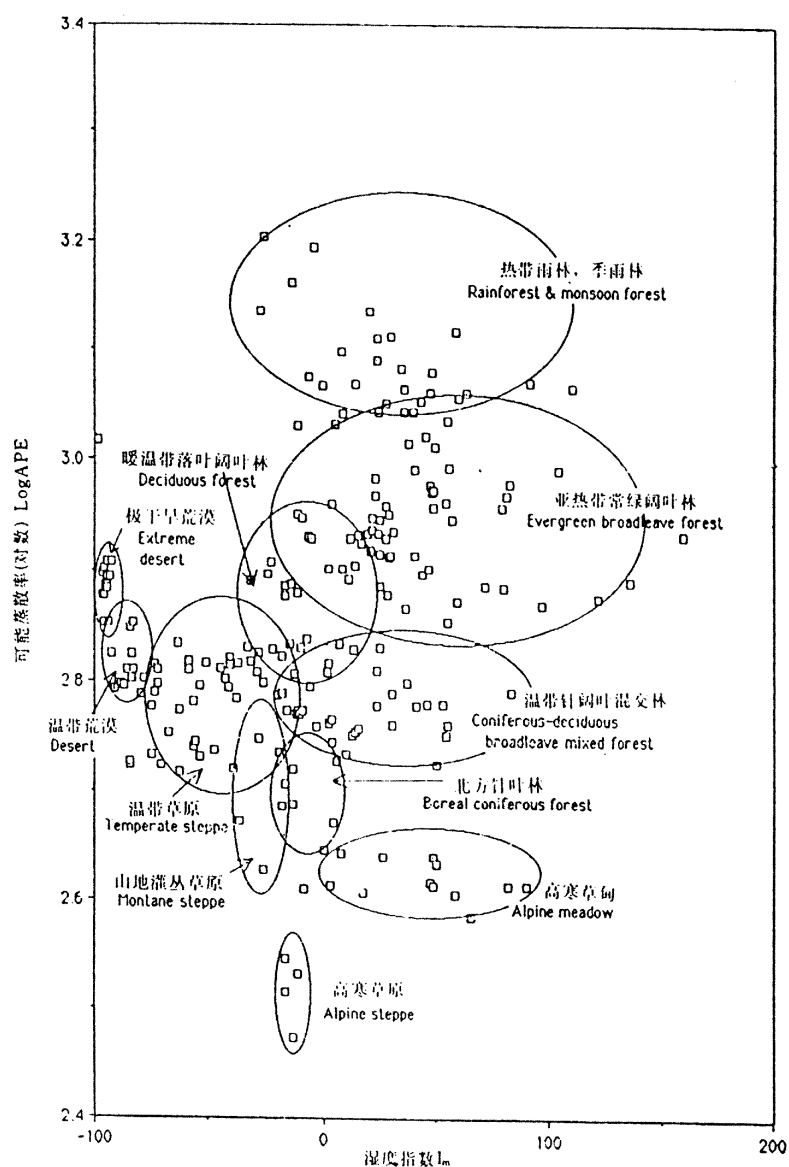 3.4
3.2
热带雨林，季雨林
Rainforest & monsoon forest
3.0
暖温带落叶阔叶林
Deciduous forest
极干旱荒漠
Extreme
desert
亚热带常绿阔叶林
Evergreen broadleave forest
可能蒸散率(对数) LogAPE
2.8
温带荒漠
Desert
温带针阔叶混交林
Coniferous-deciduous
broadleave mixed forest
温带草原
Temperate steppe
北方针叶林
Boreal coniferous forest
山地灌丛草原
Montane steppe
2.6
高寒草甸
Alpine meadow
高寒草原
Alpine steppe
2.4
-100
0
100
200
湿度指数Im